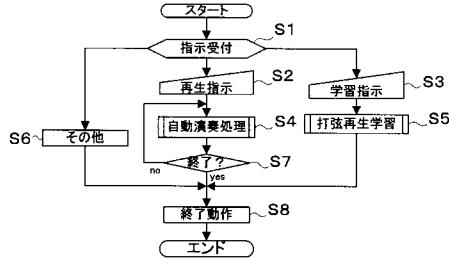 スタート
指示受付
S1
再生指示
S2
学習指示
S3
自動演奏処理
S4
打弦再生学習
S5
S6
その他
終了?
S7
no
yes
終了動作
S8
エンド